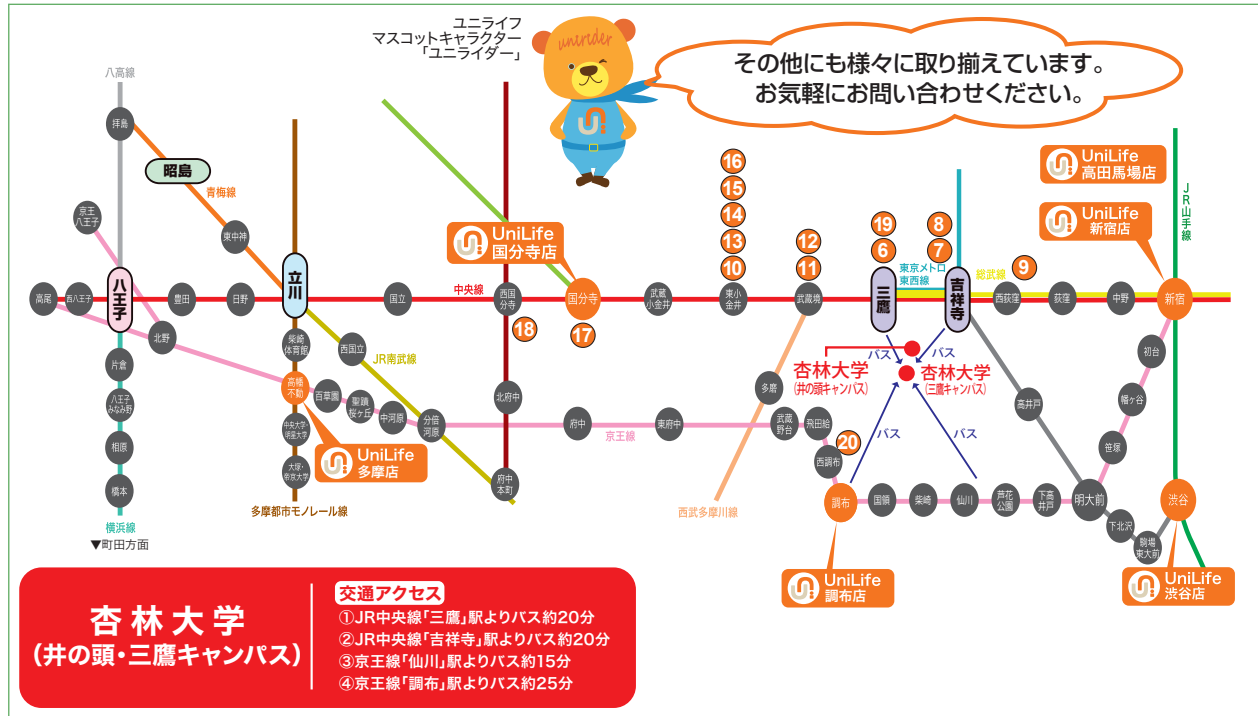 ユニライフ
マスコットキャラクター
「ユニライダー」
unirider
その他にも様々に取り揃えています。
お気軽にお問い合わせください。
八高線
拝島
昭島
青梅線
東中神
京王
八王子
UniLife
国分寺店
16
15
14
13
10
12
11
19
6
8
7
9
UniLife
高田馬場店
UniLife
新宿店
JR山手線
東京メトロ
東西線
総武線
高尾
西八王子
八王子
豊田
日野
立川
国立
中央線
西国
分寺
国分寺
武蔵
小金井
東小
金井
武蔵境
三鷹
吉祥寺
西荻窪
荻窪
中野
新宿
18
17
北野
柴崎
体育館
西国立
JR南武線
バス
バス
初台
片倉
杏林大学
(井の頭キャンパス)
杏林大学
(三鷹キャンパス)
高幡
不動
百草園
聖蹟
桜ヶ丘
中河原
分倍
河原
北府中
多磨
高井戸
幡ヶ谷
八王子
みなみ野
中央大学・
明星大学
京王線
府中
東府中
武蔵
野台
飛田給
20
バス
バス
笹塚
相原
UniLife
多摩店
西調布
大塚・
帝京大学
府中
本町
橋本
調布
国領
柴崎
仙川
芦花
公園
下高
井戸
明大前
渋谷
多摩都市モノレール線
西武多摩川線
下北沢
横浜線
▼町田方面
駒場
東大前
UniLife
調布店
UniLife
渋谷店
杏林大学
(井の頭・三鷹キャンパス)
交通アクセス
①JR中央線「三鷹」駅よりバス約20分
②JR中央線「吉祥寺」駅よりバス約20分
③京王線「仙川」駅よりバス約15分
④京王線「調布」駅よりバス約25分